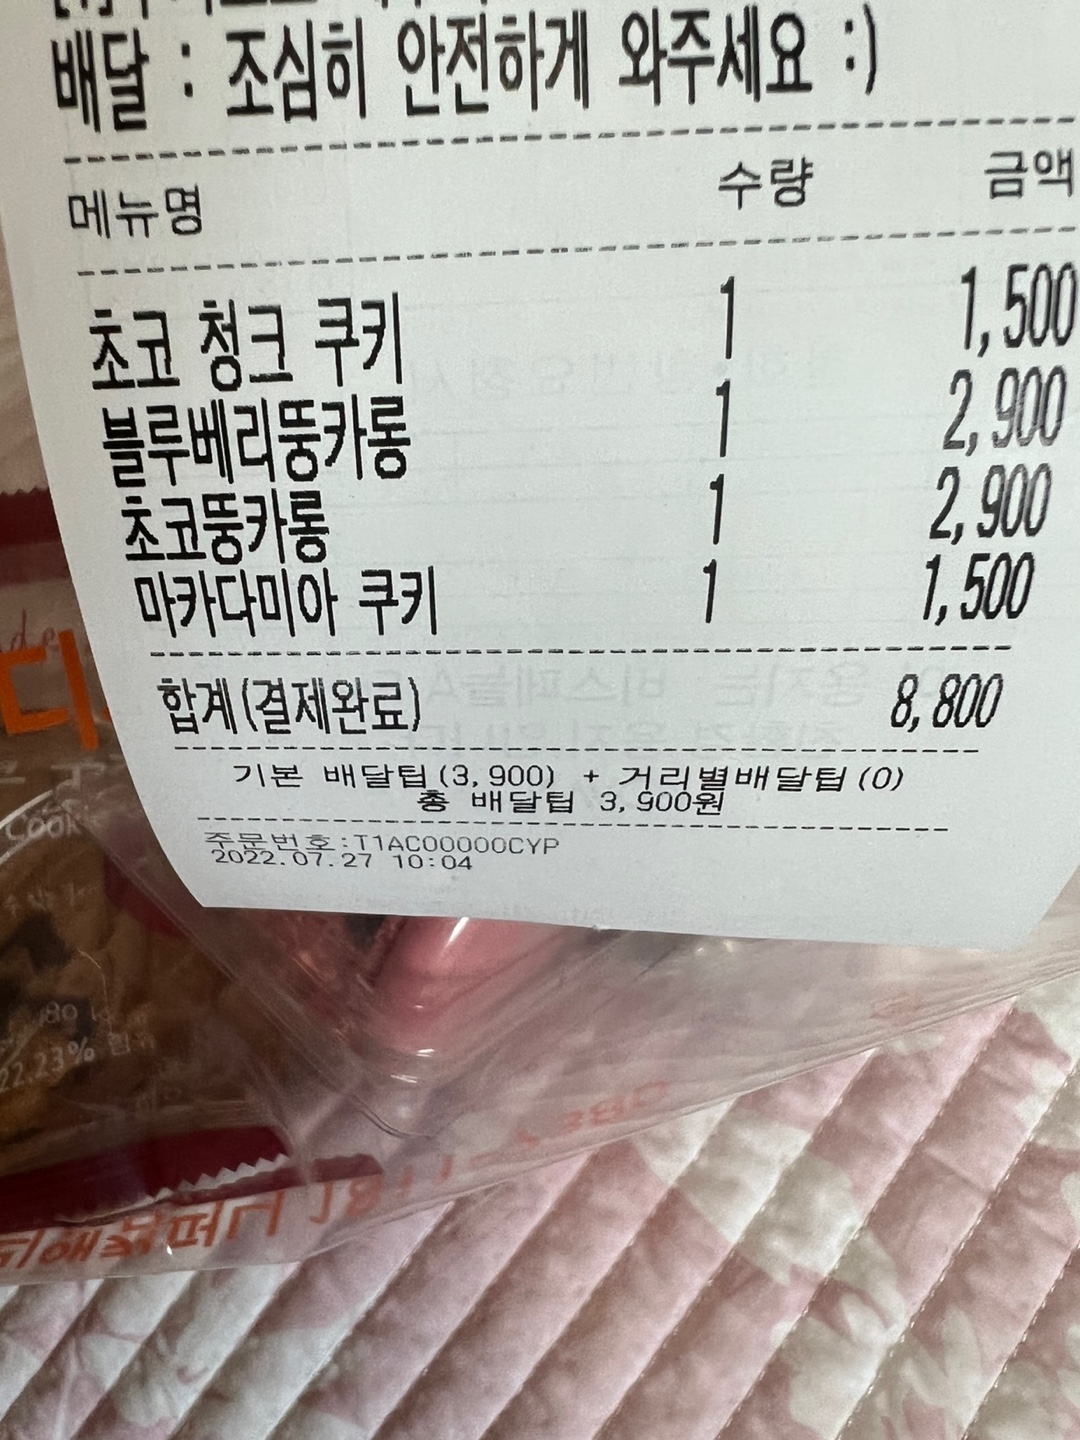 배달 : 조심히 안전하게 와주세요 :)
메뉴명 수량 금액
초코 청크 쿠키 1 1,500
블루베리뚱카롱 1 2,900
초코뚱카롱 1 2,900
마카다미아 쿠키 1 1,500
합계(결제완료) 8,800
기본 배달팁(3,900) + 거리별배달팁(0)
총 배달팁 3,900원
주문번호:T1AC00000CYP
2022.07.27 10:04
디
Cook
22.23%